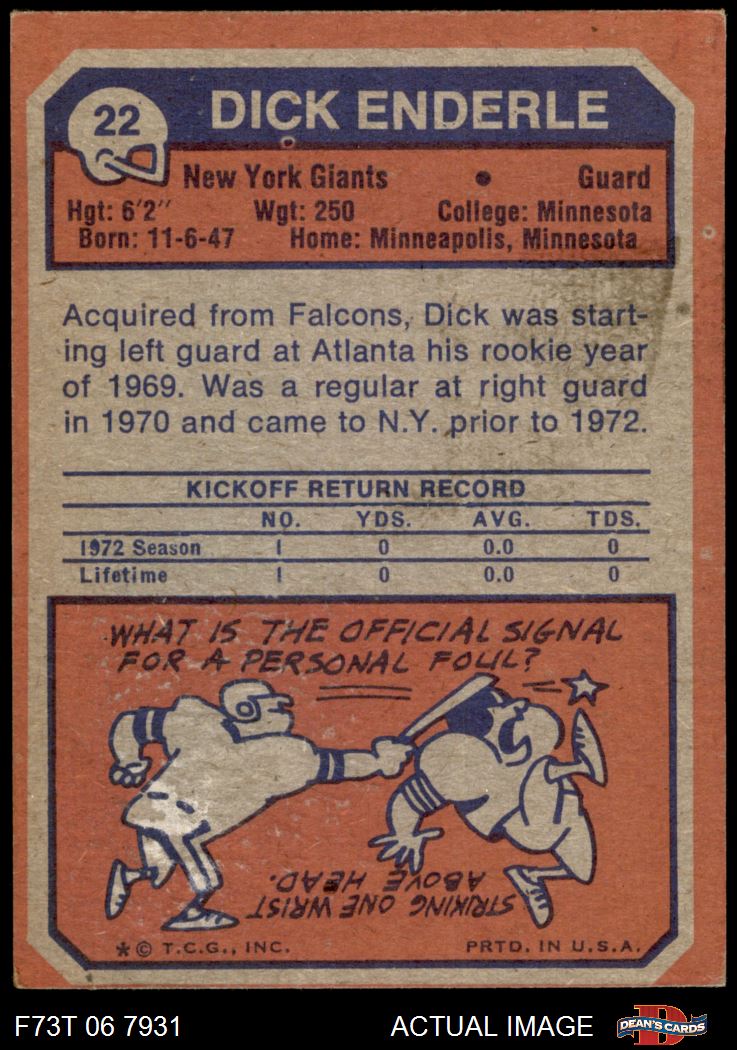 22
DICK ENDERLE
New York Giants • Guard
Hgt: 6'2" Wgt: 250 College: Minnesota
Born: 11-6-47 Home: Minneapolis, Minnesota
Acquired from Falcons, Dick was start-
ing left guard at Atlanta his rookie year
of 1969. Was a regular at right guard
in 1970 and came to N.Y. prior to 1972.
KICKOFF RETURN RECORD
NO. YDS. AVG. TDS.
1972 Season 1 0 0.0 0
Lifetime 1 0 0.0 0
WHAT IS THE OFFICIAL SIGNAL
FOR A PERSONAL FOUL?
STRIKING ONE WRIST
ABOVE HEAD.
* © T.C.G., INC. PRTD. IN U.S.A.
F73T 06 7931 ACTUAL IMAGE
D
DEAN'S CARDS